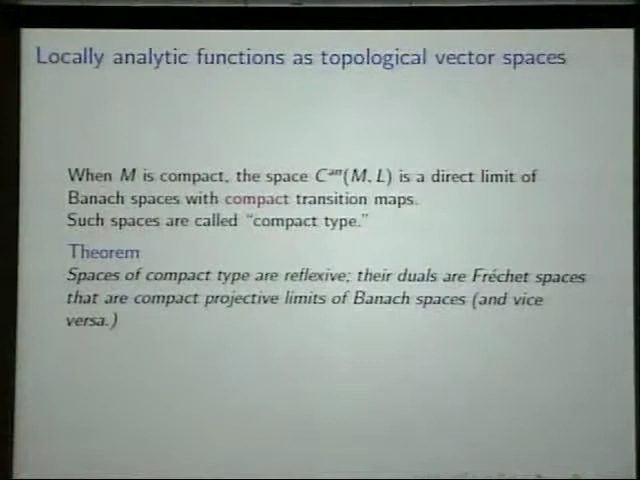 Locally analytic functions as topological vector spaces
When M is compact, the space Cᵃⁿ(M, L) is a direct limit of
Banach spaces with compact transition maps.
Such spaces are called "compact type."
Theorem
Spaces of compact type are reflexive; their duals are Fréchet spaces
that are compact projective limits of Banach spaces (and vice
versa.)